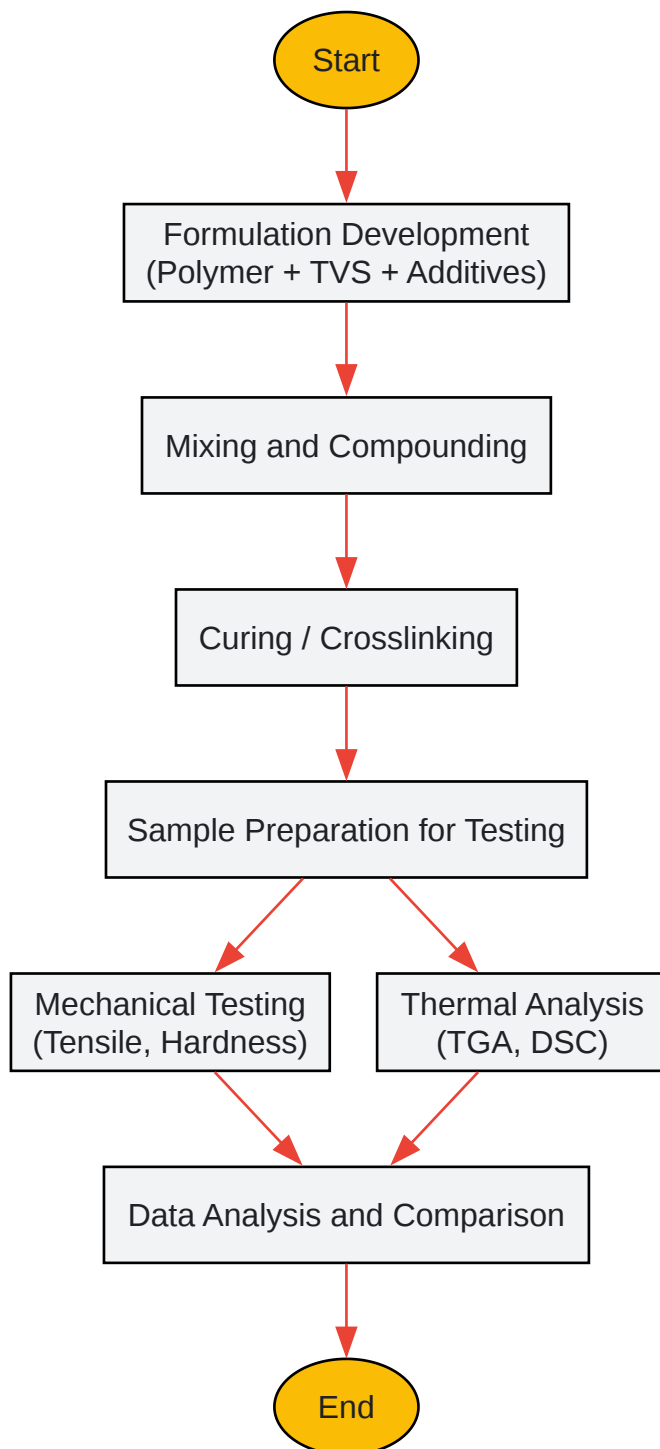 Start
Formulation Development
(Polymer + TVS + Additives)
Mixing and Compounding
Curing / Crosslinking
Sample Preparation for Testing
Mechanical Testing
(Tensile, Hardness)
Thermal Analysis
(TGA, DSC)
Data Analysis and Comparison
End